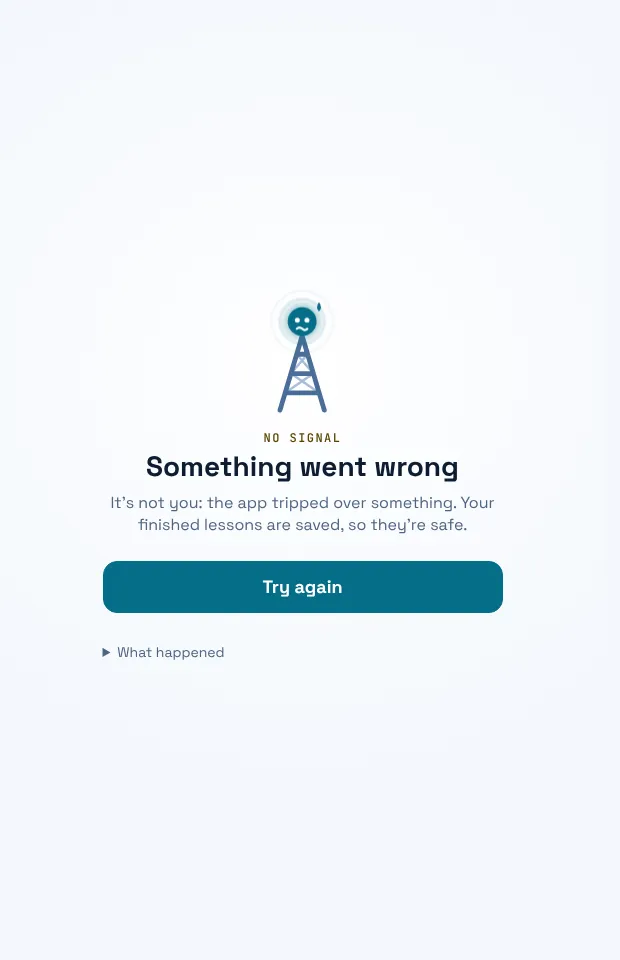 NO SIGNAL
Something went wrong
It's not you: the app tripped over something. Your
finished lessons are saved, so they're safe.
Try again
What happened